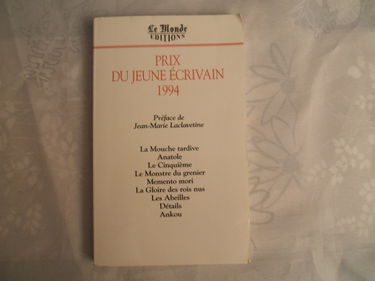 Le Monde
EDITIONS
PRIX
DU JEUNE ÉCRIVAIN
1994
Préface de
Jean-Marie Laclavetine
La Mouche tardive
Anatole
Le Cinquième
Le Monstre du grenier
Memento mori
La Gloire des rois nus
Les Abeilles
Détails
Ankou